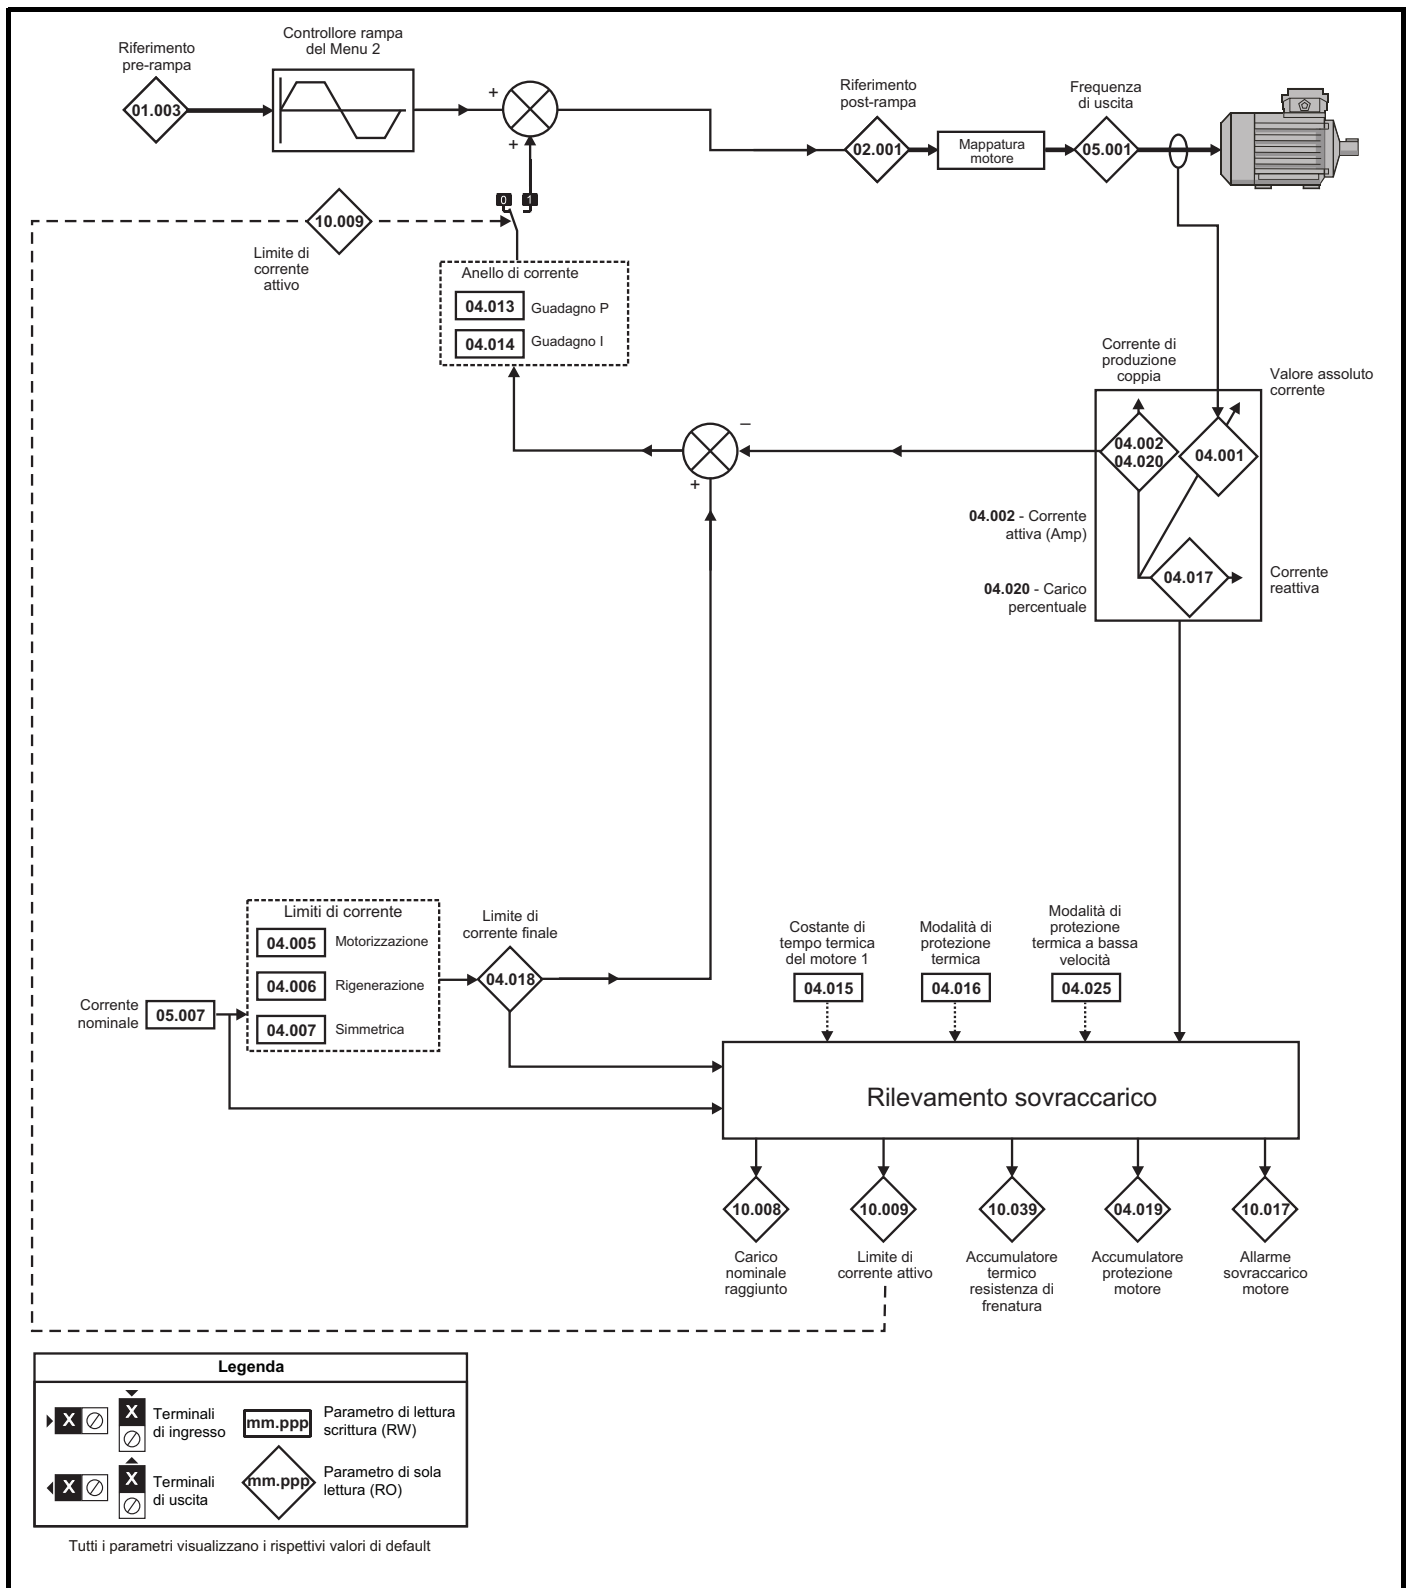 Riferimento
pre-rampa
01.003
Controllore rampa
del Menu 2
+
+
Riferimento
post-rampa
02.001
Mappatura
motore
Frequenza
di uscita
05.001
0 1
10.009
Limite di
corrente
attivo
Anello di corrente
04.013 Guadagno P
04.014 Guadagno I
Corrente di
produzione
coppia
Valore assoluto
corrente
–
+
04.002
04.020
04.001
04.002 - Corrente
attiva (Amp)
04.017
04.020 - Carico
percentuale
Corrente
reattiva
Limiti di corrente
04.005 Motorizzazione
04.006 Rigenerazione
04.007 Simmetrica
Limite di
corrente finale
04.018
Corrente
nominale
05.007
Costante di
tempo termica
del motore 1
04.015
Modalità di
protezione
termica
04.016
Modalità di
protezione
termica a bassa
velocità
04.025
Rilevamento sovraccarico
10.008
Carico
nominale
raggiunto
10.009
Limite di
corrente attivo
10.039
Accumulatore
termico
resistenza di
frenatura
04.019
Accumulatore
protezione
motore
10.017
Allarme
sovraccarico
motore
Legenda
X X
Terminali
di ingresso
mm.ppp
Parametro di lettura
scrittura (RW)
X X
Terminali
di uscita
mm.ppp
Parametro di sola
lettura (RO)
Tutti i parametri visualizzano i rispettivi valori di default